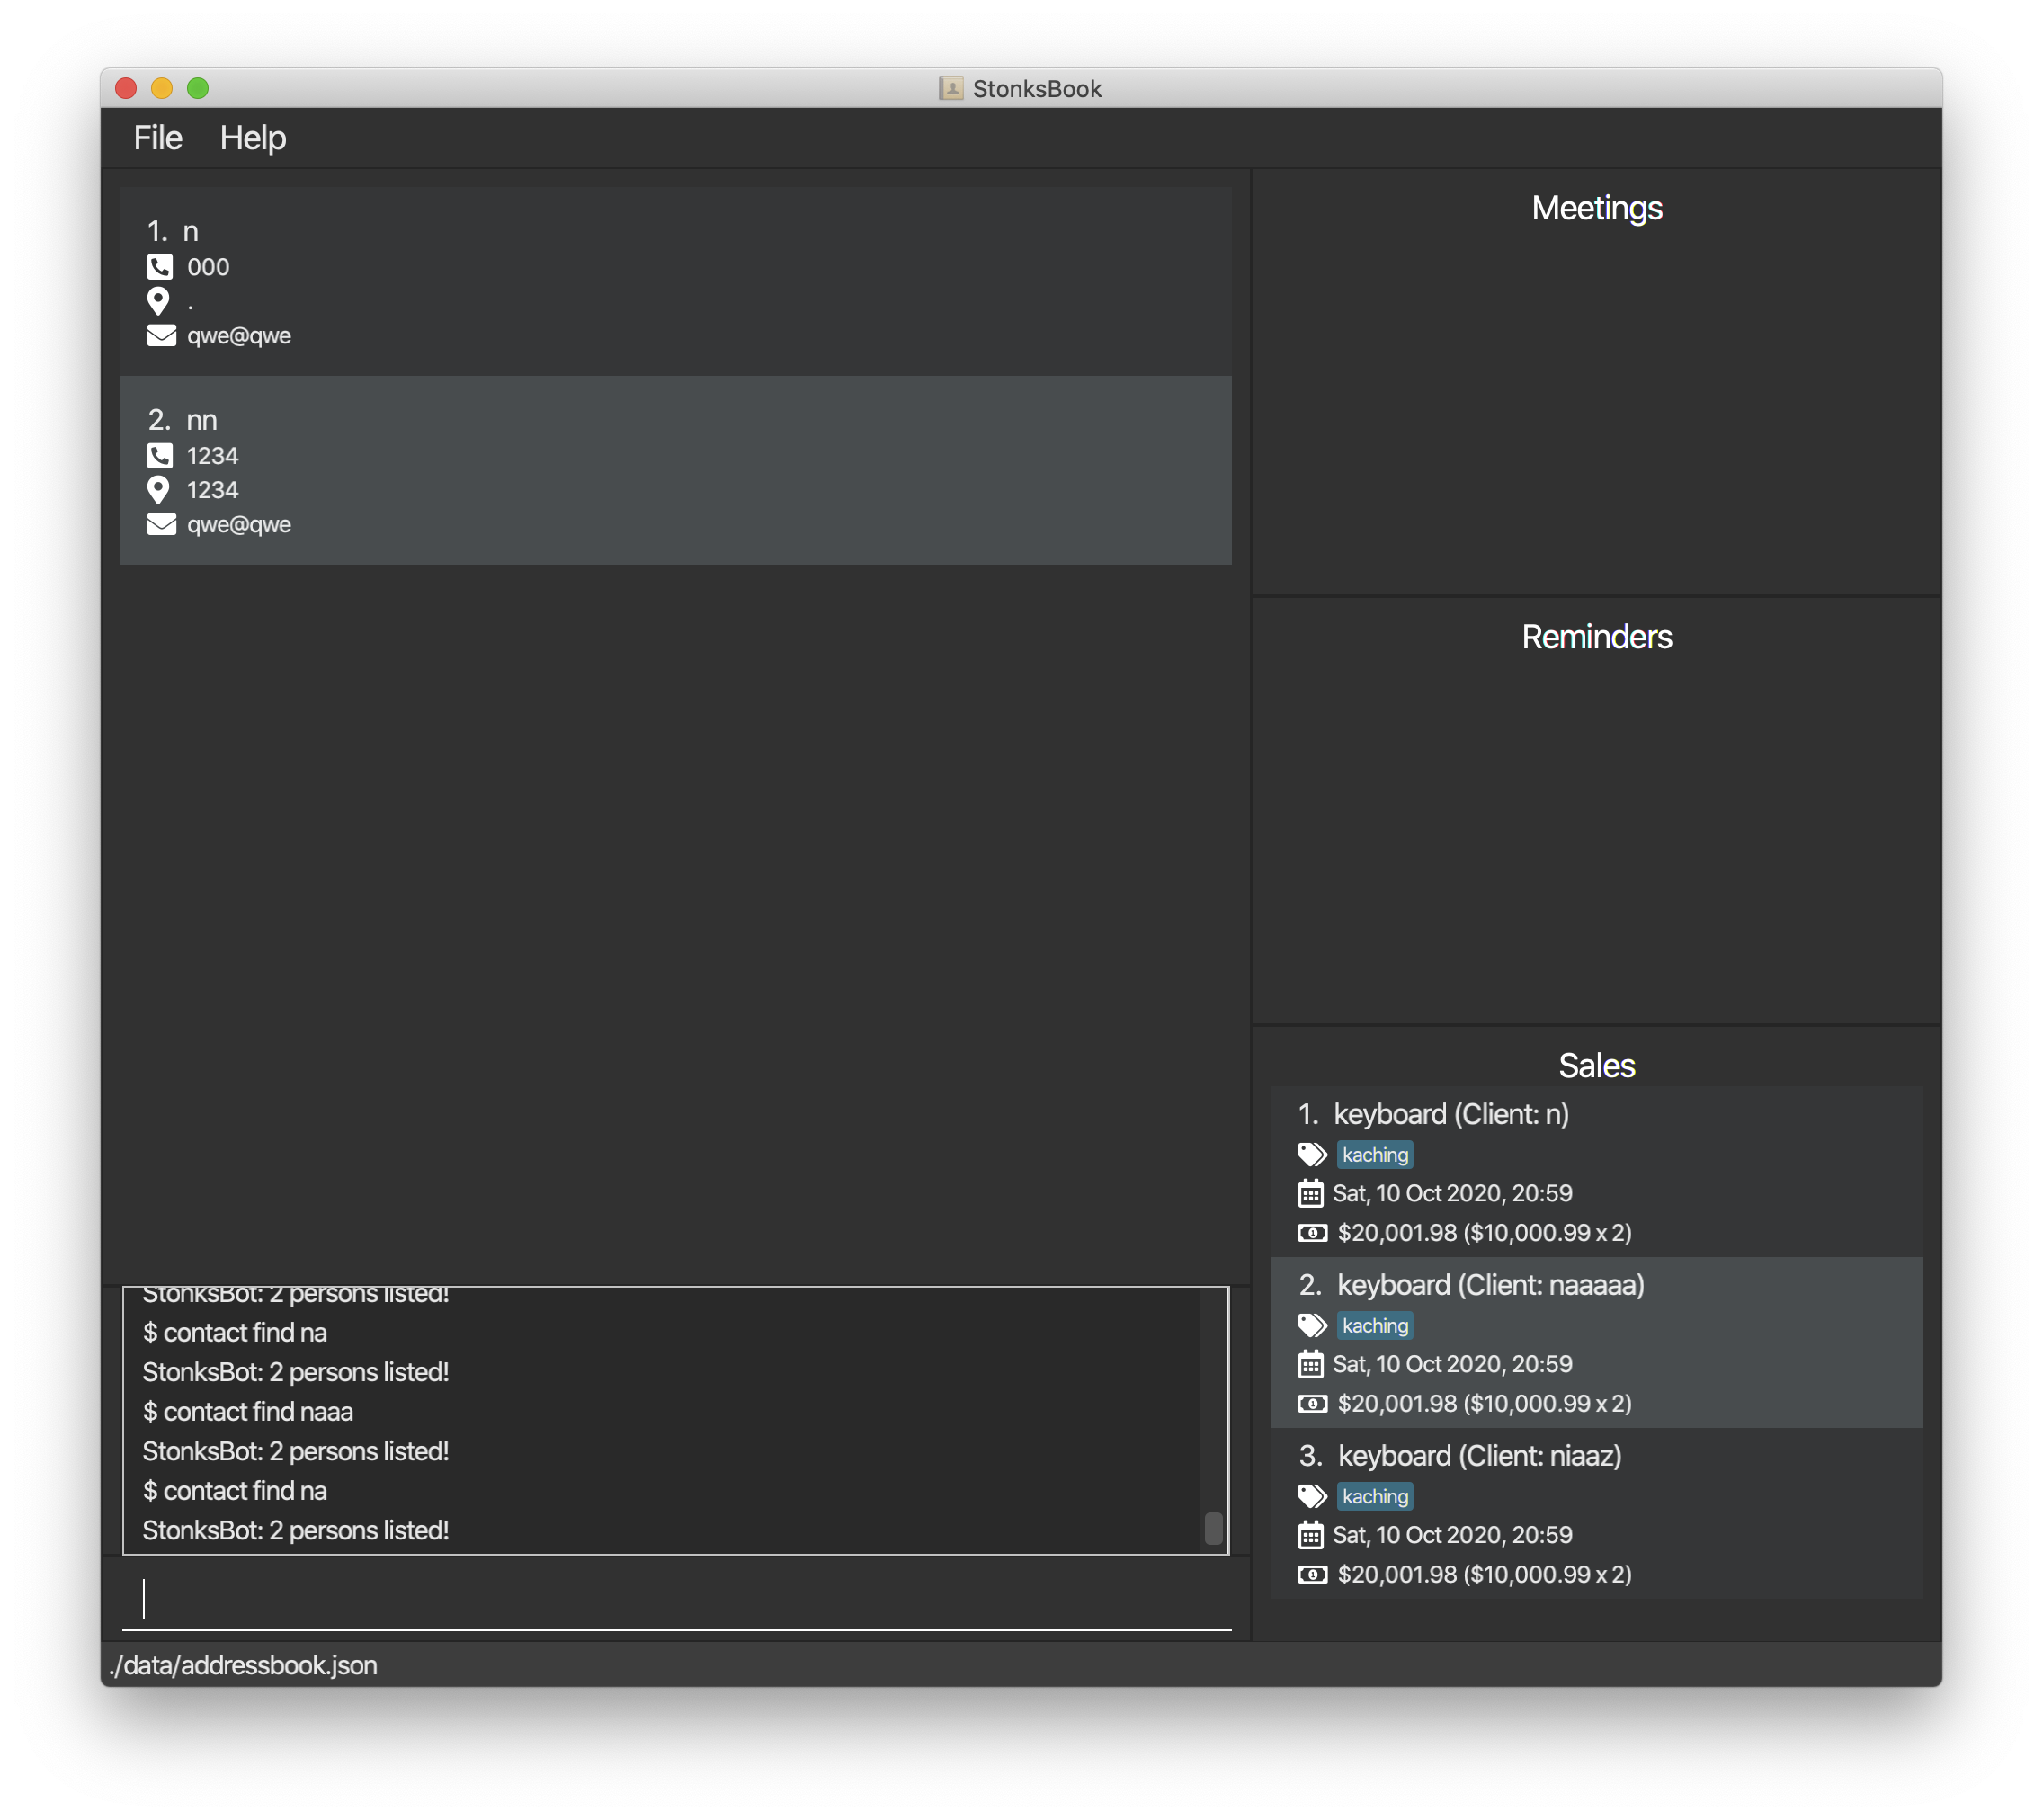 StonksBook
File Help
1. n
000
.
qwe@qwe
2. nn
1234
1234
qwe@qwe
StonksBot: 2 persons listed!
$ contact find na
StonksBot: 2 persons listed!
$ contact find naaa
StonksBot: 2 persons listed!
$ contact find na
StonksBot: 2 persons listed!
Meetings
Reminders
Sales
1. keyboard (Client: n)
kaching
Sat, 10 Oct 2020, 20:59
$20,001.98 ($10,000.99 x 2)
2. keyboard (Client: naaaaa)
kaching
Sat, 10 Oct 2020, 20:59
$20,001.98 ($10,000.99 x 2)
3. keyboard (Client: niaaz)
kaching
Sat, 10 Oct 2020, 20:59
$20,001.98 ($10,000.99 x 2)
./data/addressbook.json